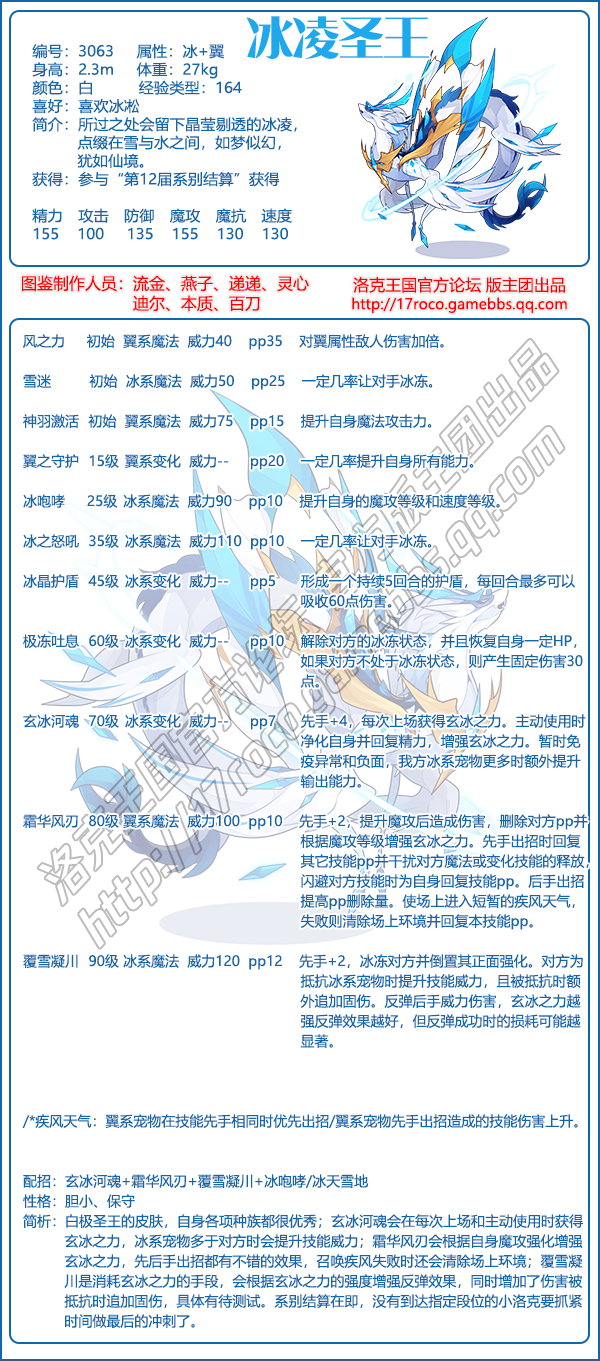 冰凌圣王
编号：3063 属性：冰+翼
身高：2.3m 体重：27kg
颜色：白 经验类型：164
喜好：喜欢冰凇
简介：所过之处会留下晶莹剔透的冰凌，
点缀在雪与水之间，如梦似幻，
犹如仙境。
获得：参与“第12届系别结算”获得
精力 攻击 防御 魔攻 魔抗 速度
155 100 135 155 130 130
图鉴制作人员：流金、燕子、递递、灵心
迪尔、本质、百刀
洛克王国官方论坛 版主团出品
http://17roco.gamebbs.qq.com
风之力 初始 翼系魔法 威力40 pp35 对翼属性敌人伤害加倍。
雪迷 初始 冰系魔法 威力50 pp25 一定几率让对手冰冻。
神羽激活 初始 翼系魔法 威力75 pp15 提升自身魔法攻击力。
翼之守护 15级 翼系变化 威力-- pp20 一定几率提升自身所有能力。
冰咆哮 25级 冰系魔法 威力90 pp10 提升自身的魔攻等级和速度等级。
冰之怒吼 35级 冰系魔法 威力110 pp10 一定几率让对手冰冻。
冰晶护盾 45级 冰系变化 威力-- pp5 形成一个持续5回合的护盾，每回合最多可以
吸收60点伤害。
极冻吐息 60级 冰系变化 威力-- pp10 解除对方的冰冻状态，并且恢复自身一定HP，
如果对方不处于冰冻状态，则产生固定伤害30
点。
玄冰河魂 70级 冰系变化 威力-- pp7 先手+4，每次上场获得玄冰之力。主动使用时
净化自身并回复精力，增强玄冰之力。暂时免
疫异常和负面，我方冰系宠物更多时额外提升
输出能力。
霜华风刃 80级 翼系魔法 威力100 pp10 先手+2，提升魔攻后造成伤害，删除对方pp并
根据魔攻等级增强玄冰之力。先手出招时回复
其它技能pp并干扰对方魔法或变化技能的释放，
闪避对方技能时为自身回复技能pp。后手出招
提高pp删除量。使场上进入短暂的疾风天气，
失败则清除场上环境并回复本技能pp。
覆雪凝川 90级 冰系魔法 威力120 pp12 先手+2，冰冻对方并倒置其正面强化。对方为
抵抗冰系宠物时提升技能威力，且被抵抗时额
外追加固伤。反弹后手威力伤害，玄冰之力越
强反弹效果越好，但反弹成功时的损耗可能越
显著。
/*疾风天气：翼系宠物在技能先手相同时优先出招/翼系宠物先手出招造成的技能伤害上升。
配招：玄冰河魂+霜华风刃+覆雪凝川+冰咆哮/冰天雪地
性格：胆小、保守
简析：白极圣王的皮肤，自身各项种族都很优秀；玄冰河魂会在每次上场和主动使用时获得
玄冰之力，冰系宠物多于对方时会提升技能威力；霜华风刃会根据自身魔攻强化增强
玄冰之力，先后手出招都有不错的效果，召唤疾风失败时还会清除场上环境；覆雪凝
川是消耗玄冰之力的手段，会根据玄冰之力的强度增强反弹效果，同时增加了伤害被
抵抗时追加固伤，具体有待测试。系别结算在即，没有到达指定段位的小洛克要抓紧
时间做最后的冲刺了。
洛克王国官方论坛 版主团出品
http://17roco.gamebbs.qq.com